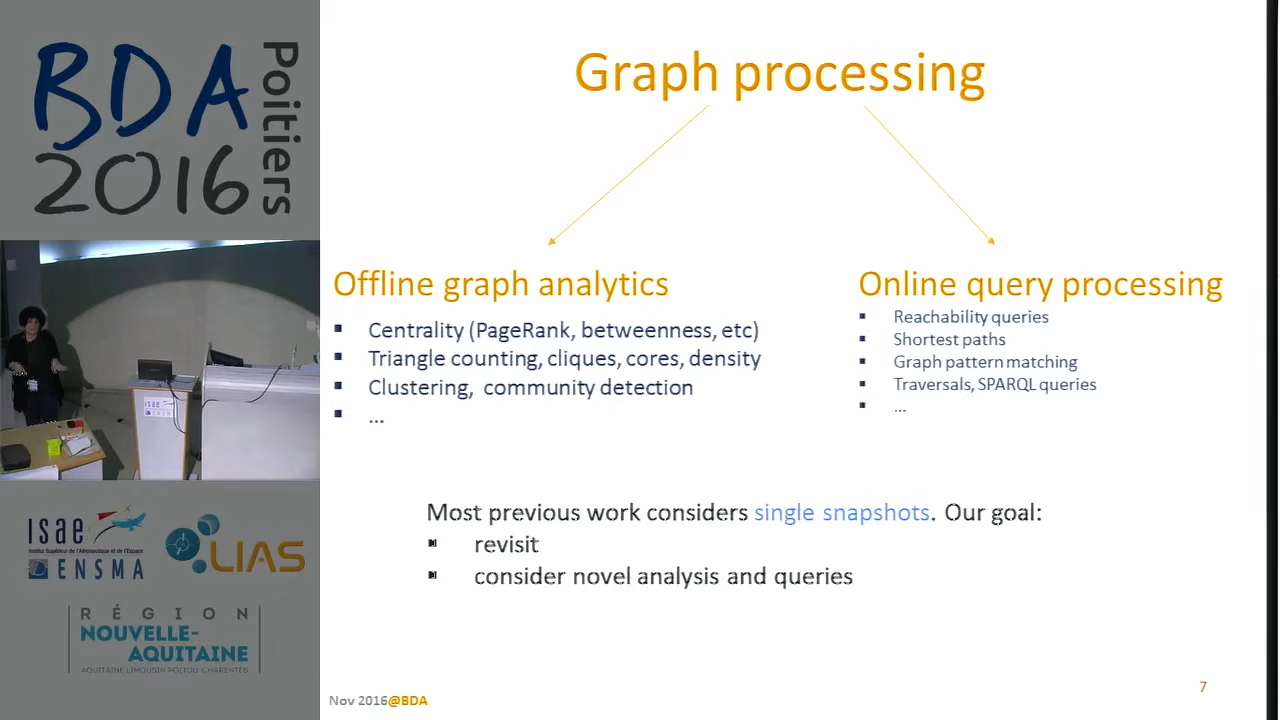 BDA
2016
Poitiers
isae
Institut Supérieur de l'Aéronautique et de l'Espace
ENSMA
LIAS
RÉGION
NOUVELLE-
AQUITAINE
AQUITAINE LIMOUSIN POITOU-CHARENTES
Graph processing
Offline graph analytics
▪ Centrality (PageRank, betweenness, etc)
▪ Triangle counting, cliques, cores, density
▪ Clustering, community detection
▪ ...
Online query processing
▪ Reachability queries
▪ Shortest paths
▪ Graph pattern matching
▪ Traversals, SPARQL queries
▪ ...
Most previous work considers single snapshots. Our goal:
▪ revisit
▪ consider novel analysis and queries
Nov 2016@BDA
7